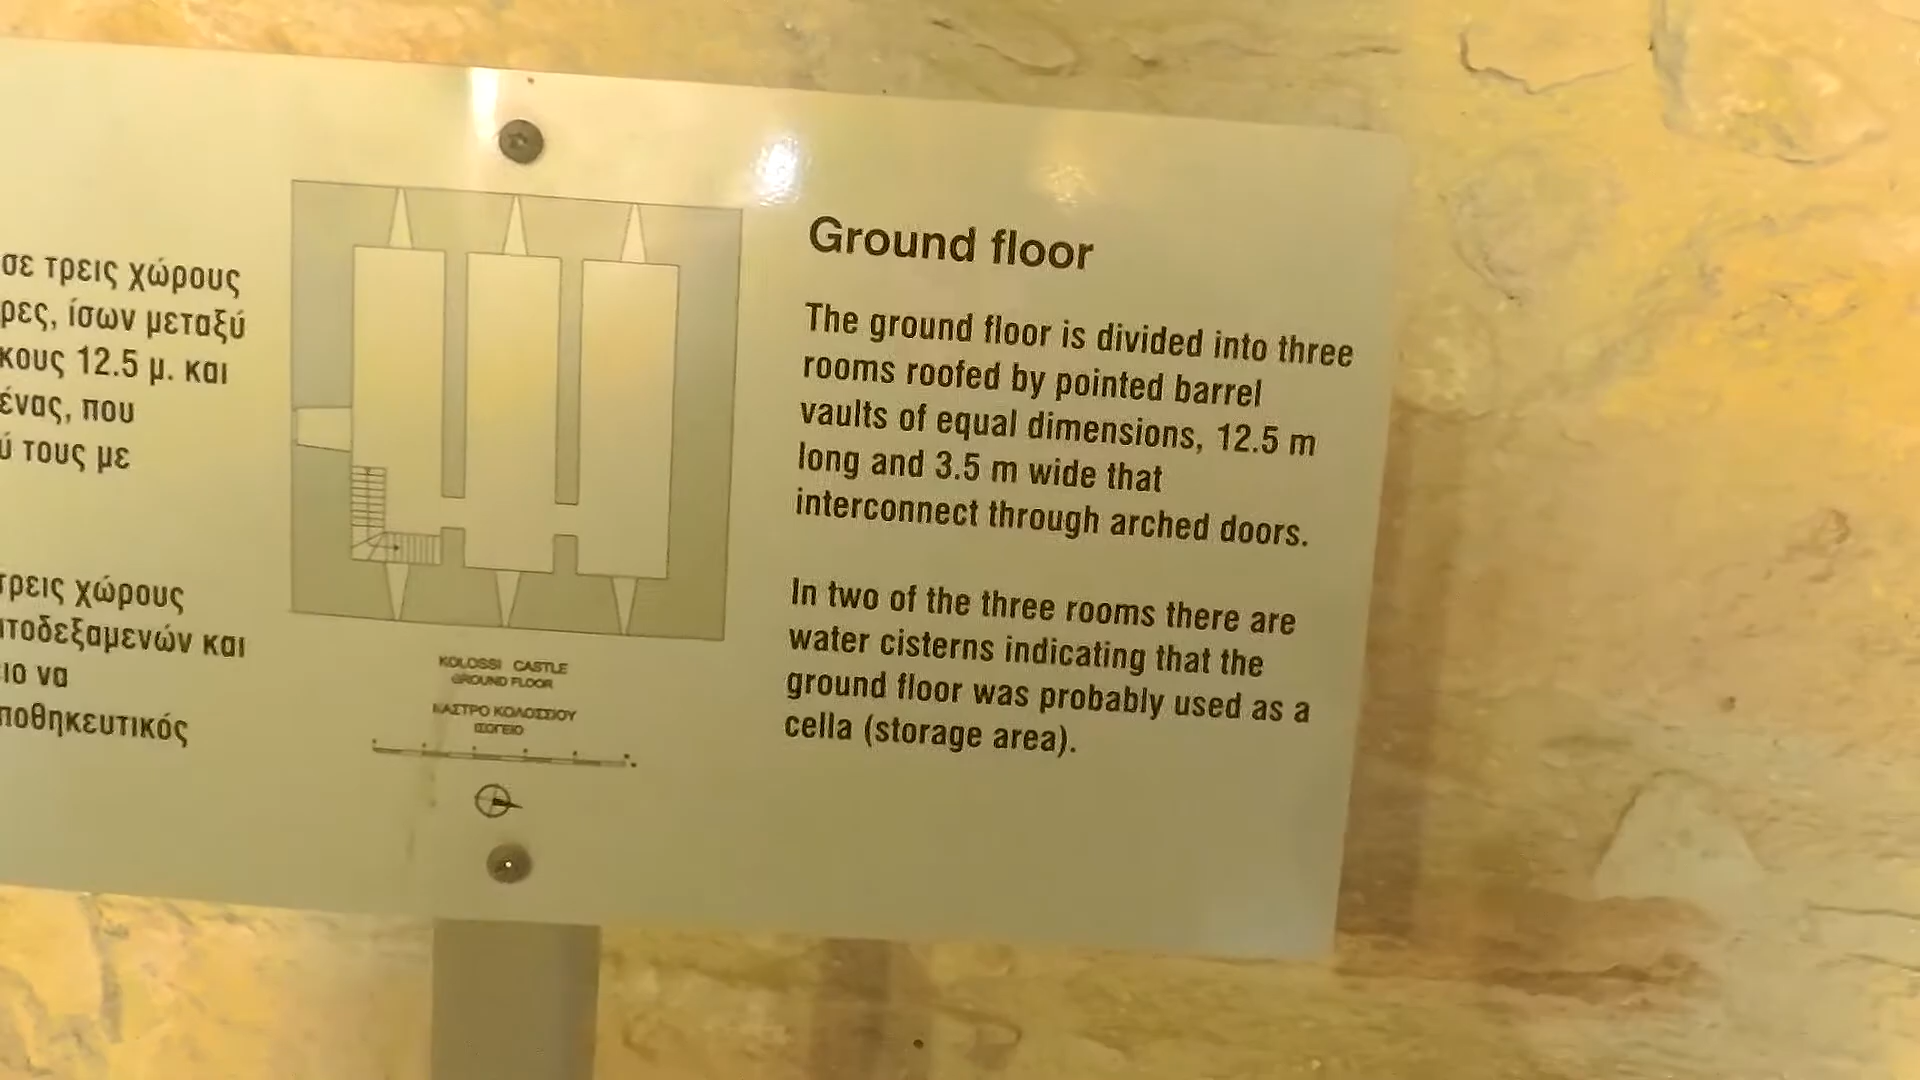 σε τρεις χώρους
ρες, ίσων μεταξύ
κους 12.5 μ. και
ένας, που
ύ τους με
τρεις χώρους
ατοδεξαμενών και
ιο να
ποθηκευτικός
KOLOSSI CASTLE
GROUND FLOOR
ΚΑΣΤΡΟ ΚΟΛΟΣΣΙΟΥ
ΙΣΟΓΕΙΟ
Ground floor
The ground floor is divided into three
rooms roofed by pointed barrel
vaults of equal dimensions, 12.5 m
long and 3.5 m wide that
interconnect through arched doors.
In two of the three rooms there are
water cisterns indicating that the
ground floor was probably used as a
cella (storage area).